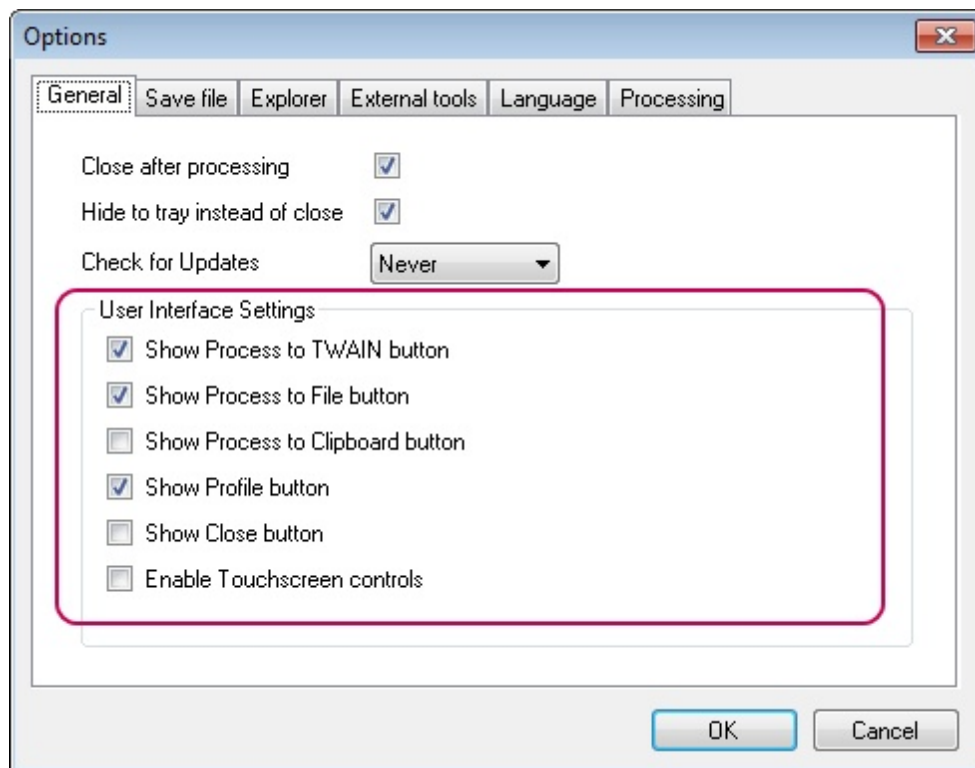 Options
General Save file Explorer External tools Language Processing
Close after processing
Hide to tray instead of close
Check for Updates Never
User Interface Settings
Show Process to TWAIN button
Show Process to File button
Show Process to Clipboard button
Show Profile button
Show Close button
Enable Touchscreen controls
OK Cancel